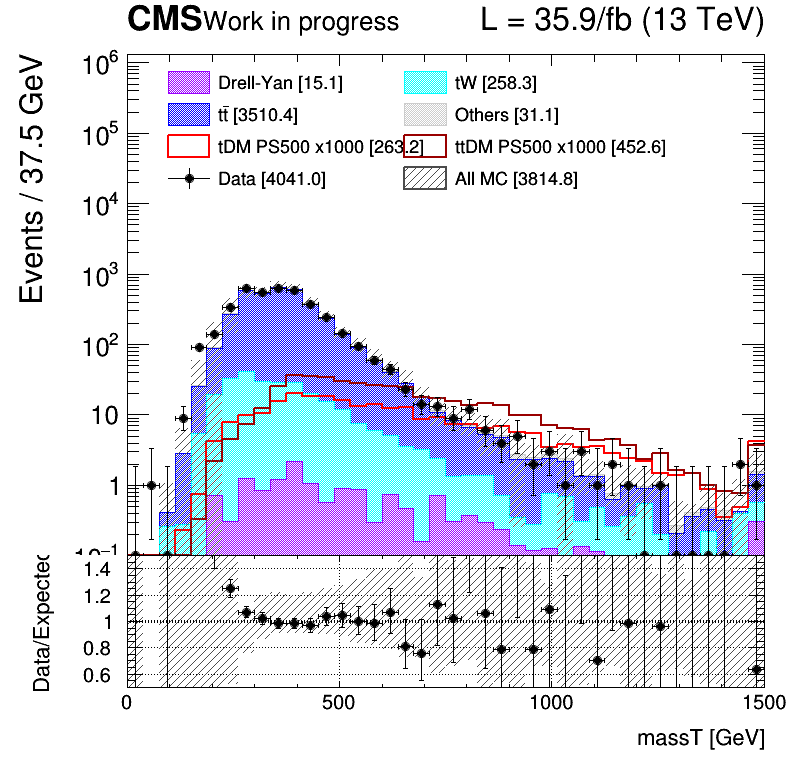 CMS Work in progress L = 35.9/fb (13 TeV)
Events / 37.5 GeV
10⁶
10⁵
10⁴
10³
10²
10
1
10⁻¹
Drell-Yan [15.1] tW [258.3]
tt̄ [3510.4] Others [31.1]
tDM PS500 x1000 [263.2] ttDM PS500 x1000 [452.6]
Data [4041.0] All MC [3814.8]
Data/Expected
1.4
1.2
1
0.8
0.6
0 500 1000 1500
massT [GeV]